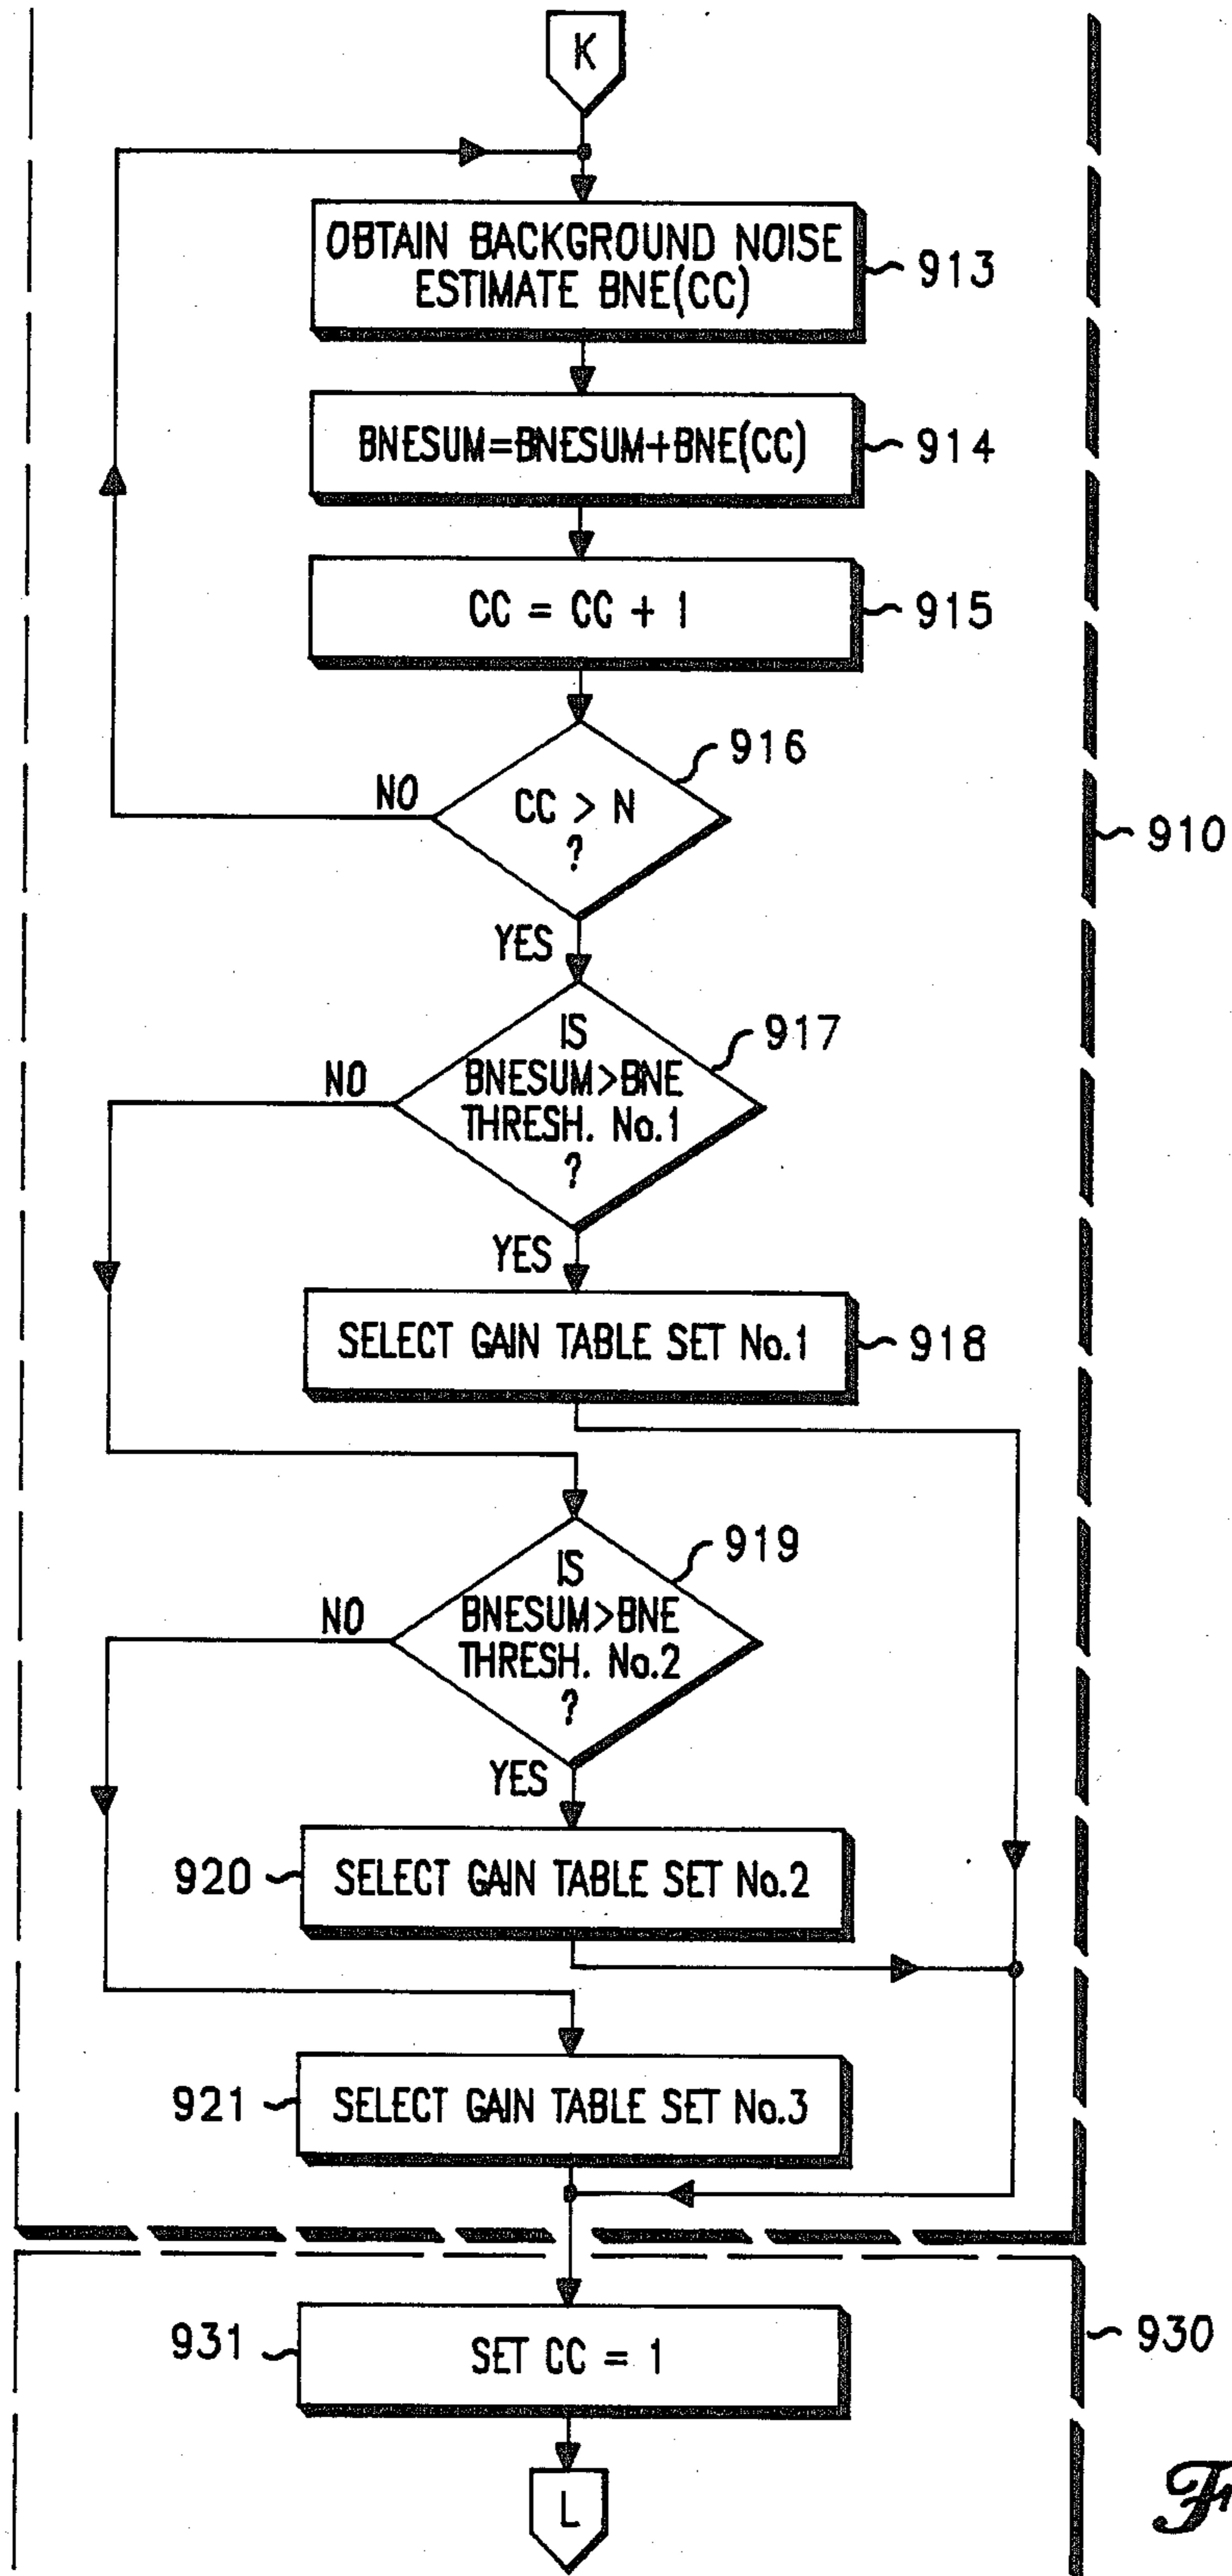 K
OBTAIN BACKGROUND NOISE
ESTIMATE BNE(CC)
913
BNESUM=BNESUM+BNE(CC)
914
CC = CC + 1
915
916
NO
CC > N
?
910
YES
917
IS
NO
BNESUM>BNE
THRESH. No.1
?
YES
SELECT GAIN TABLE SET No.1
918
919
IS
NO
BNESUM>BNE
THRESH. No.2
?
YES
920
SELECT GAIN TABLE SET No.2
921
SELECT GAIN TABLE SET No.3
931
SET CC = 1
930
L
F